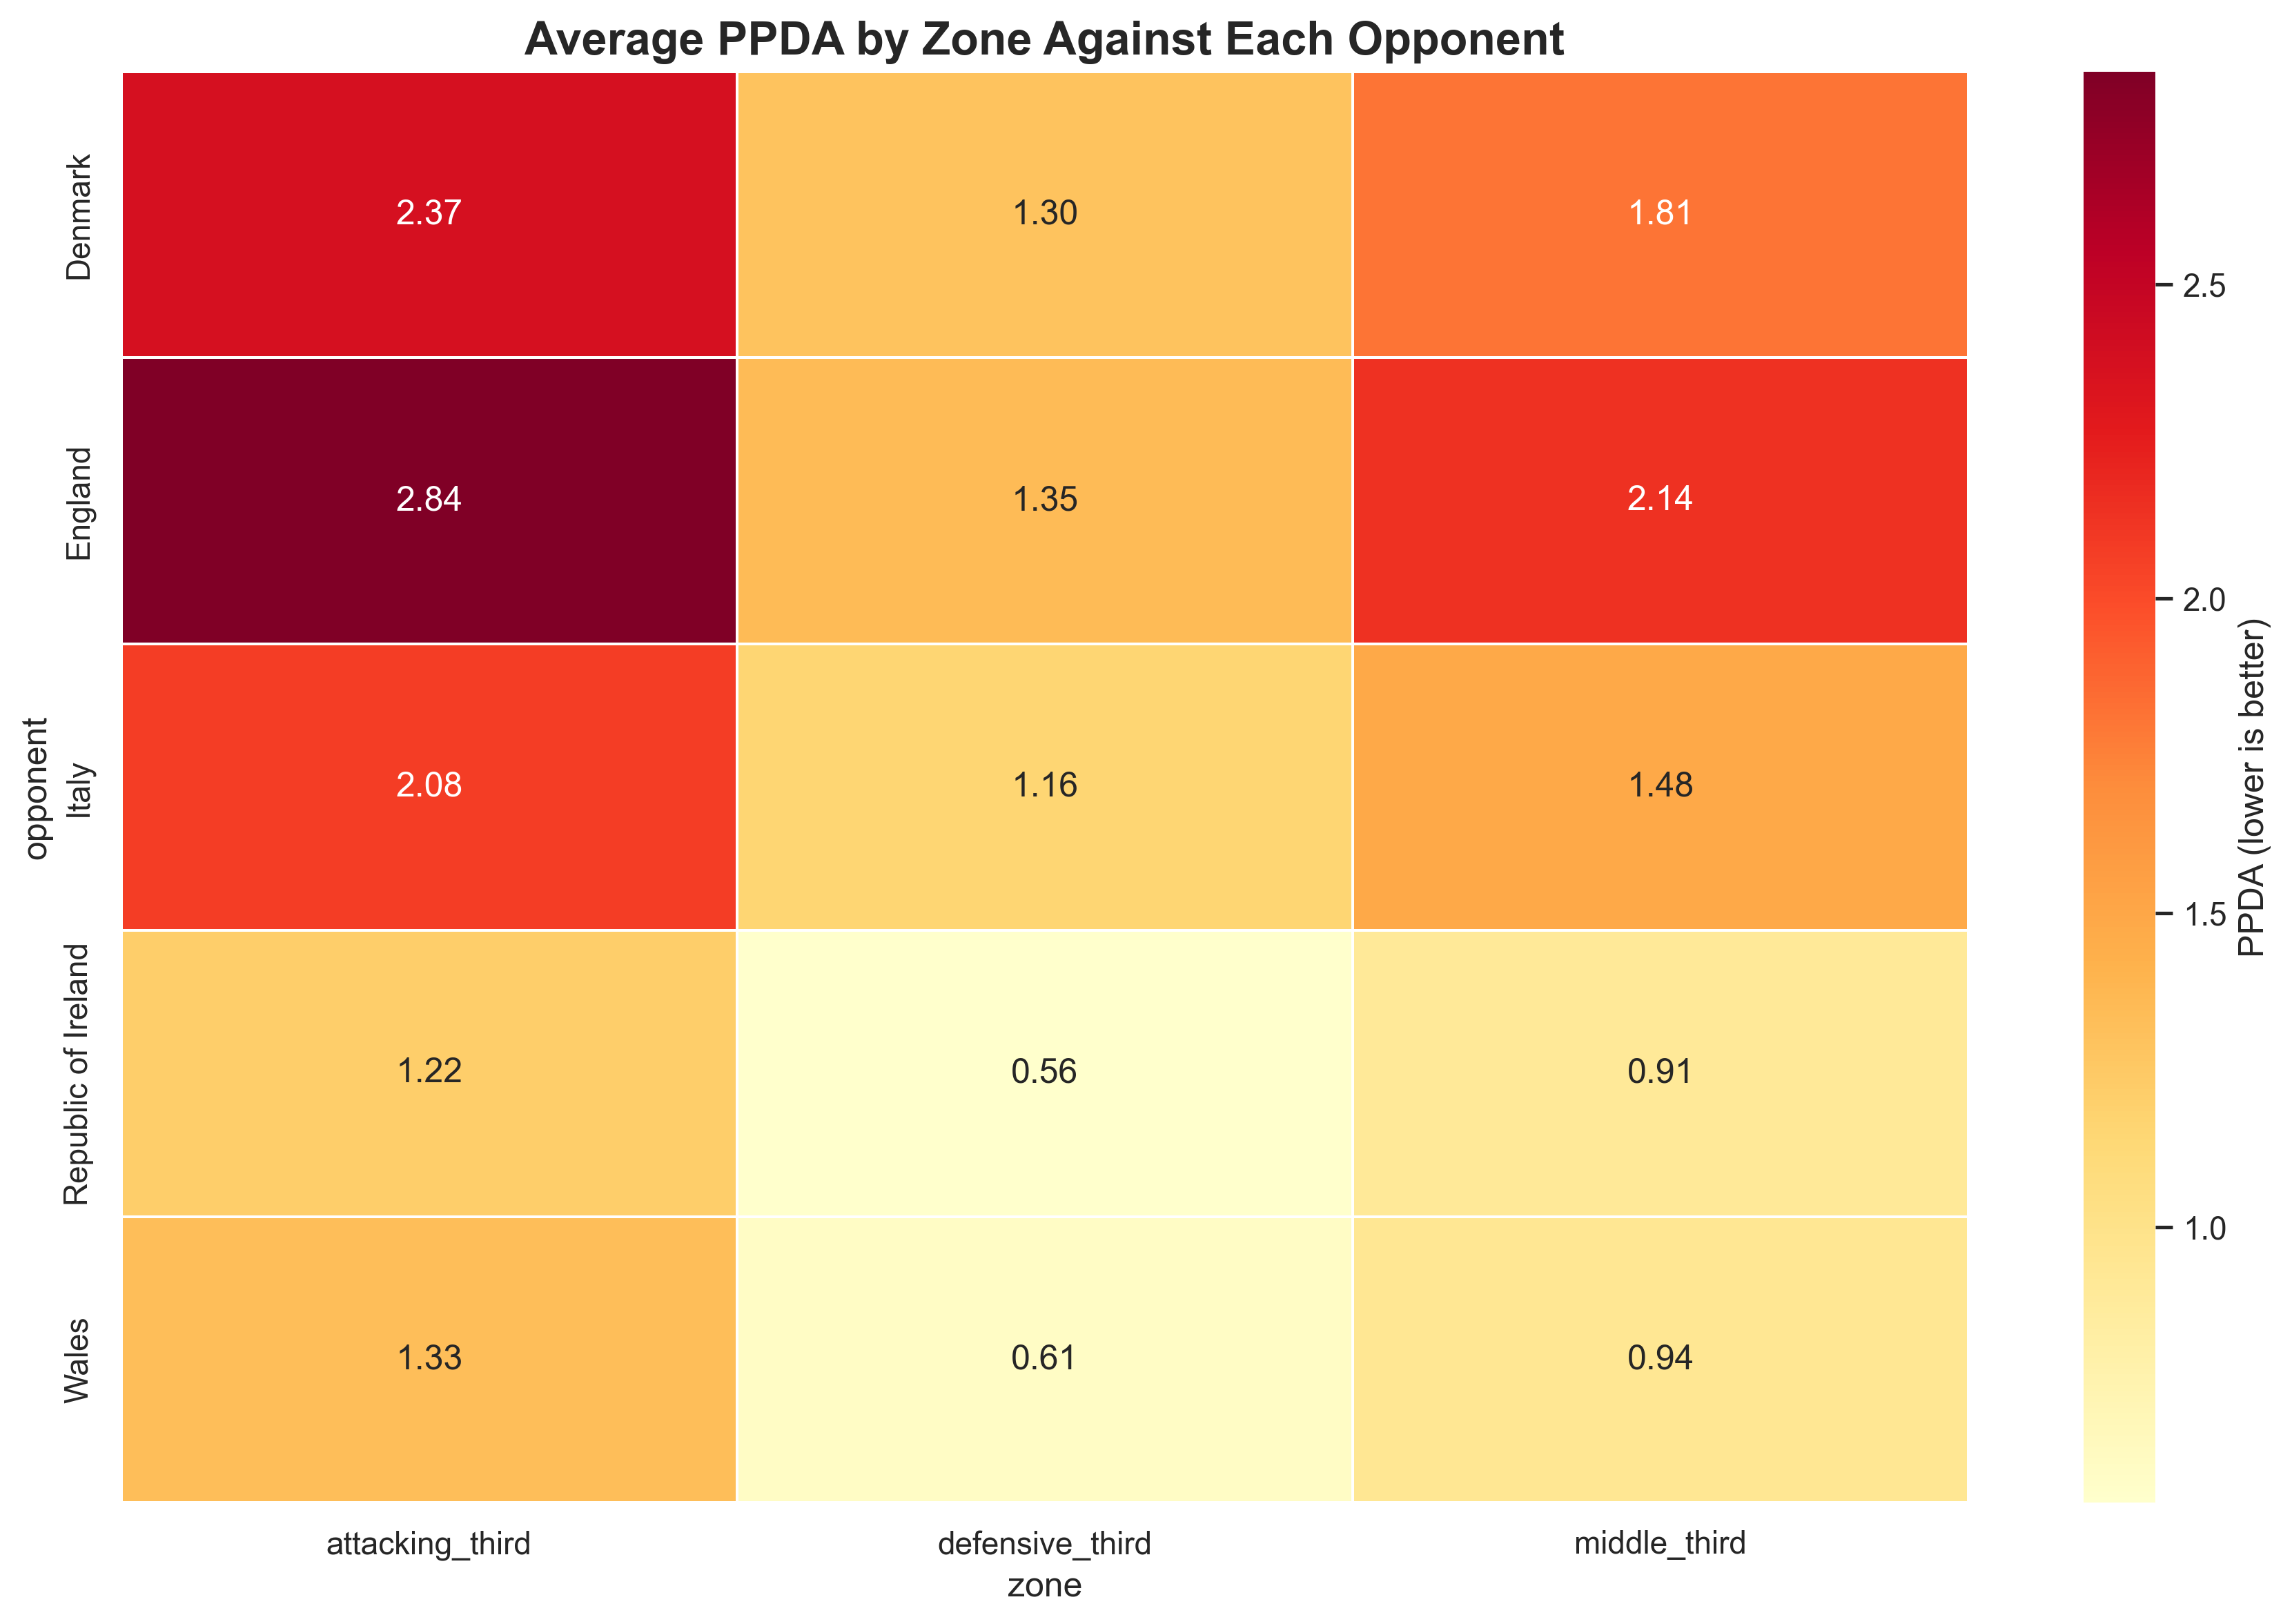 Average PPDA by Zone Against Each Opponent
opponent
Denmark
2.37
1.30
1.81
England
2.84
1.35
2.14
Italy
2.08
1.16
1.48
Republic of Ireland
1.22
0.56
0.91
Wales
1.33
0.61
0.94
attacking_third
defensive_third
middle_third
zone
2.5
2.0
1.5
1.0
PPDA (lower is better)